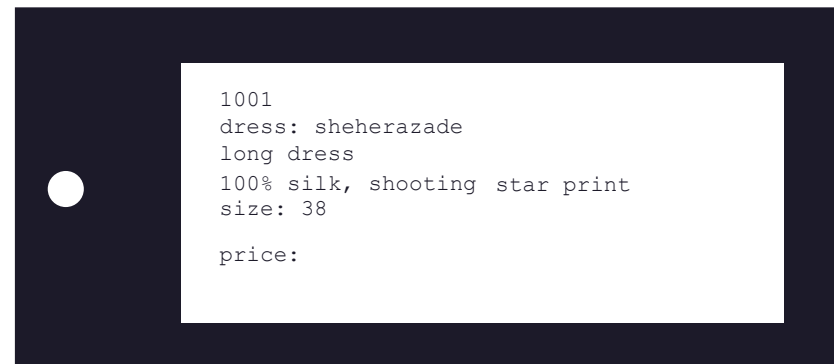 1001
dress: sheherazade
long dress
100% silk, shooting star print
size: 38
price: